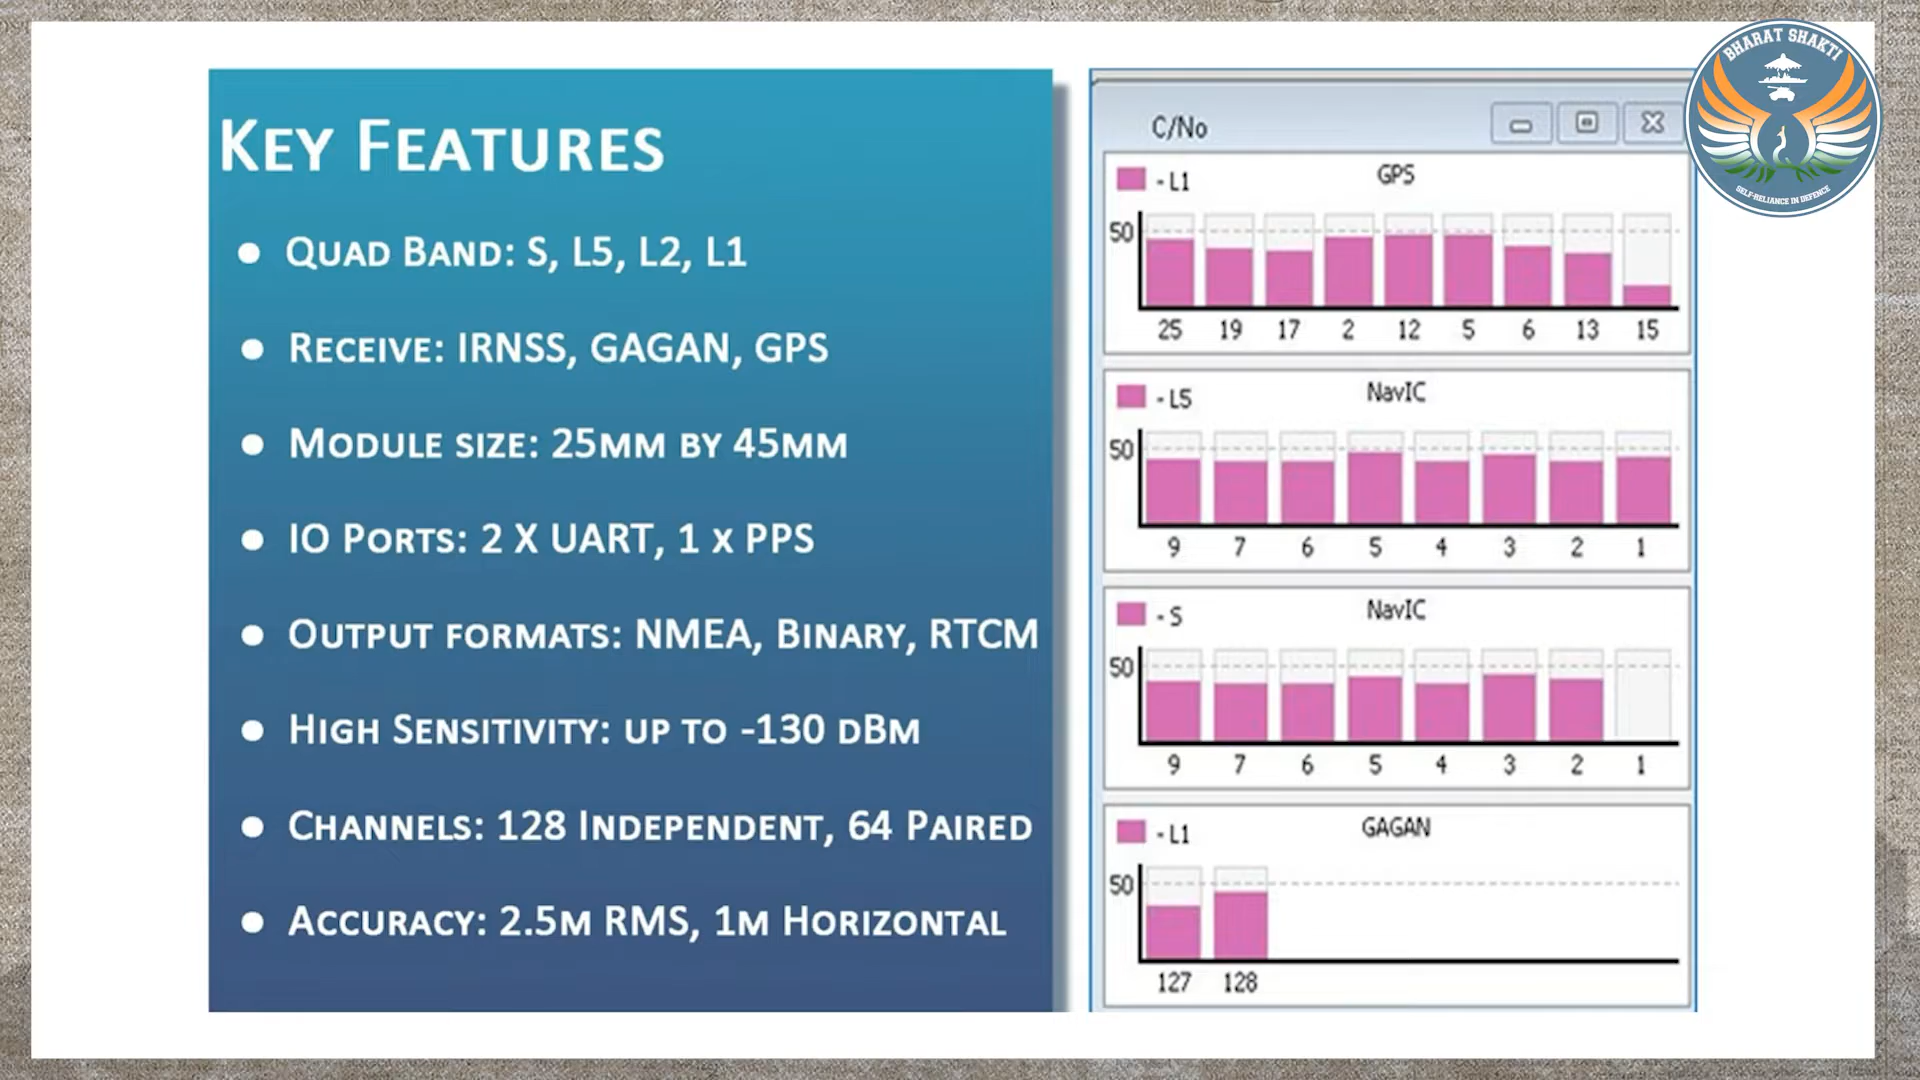 KEY FEATURES
● QUAD BAND: S, L5, L2, L1
● RECEIVE: IRNSS, GAGAN, GPS
● MODULE SIZE: 25MM BY 45MM
● IO PORTS: 2 X UART, 1 X PPS
● OUTPUT FORMATS: NMEA, BINARY, RTCM
● HIGH SENSITIVITY: UP TO -130 DBM
● CHANNELS: 128 INDEPENDENT, 64 PAIRED
● ACCURACY: 2.5M RMS, 1M HORIZONTAL
C/No
- L1 GPS
50
25 19 17 2 12 5 6 13 15
- L5 NavIC
50
9 7 6 5 4 3 2 1
- S NavIC
50
9 7 6 5 4 3 2 1
- L1 GAGAN
50
127 128
BHARAT SHAKTI
SELF-RELIANCE IN DEFENCE